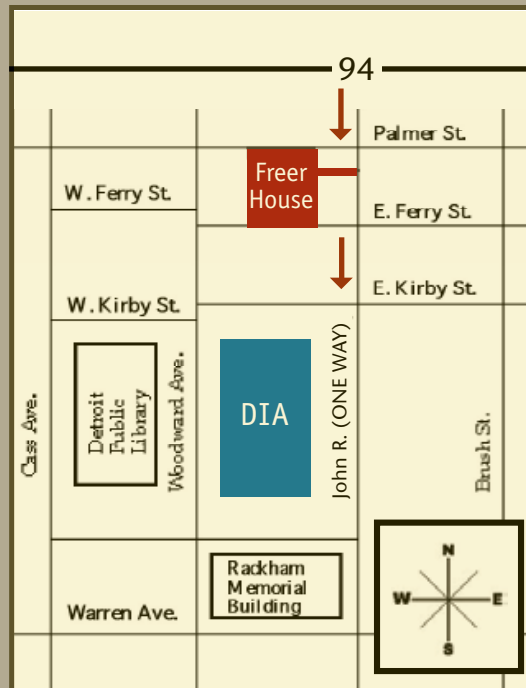 94
Palmer St.
Freer
House
W. Ferry St.
E. Ferry St.
E. Kirby St.
W. Kirby St.
Cass Ave.
Detroit
Public
Library
Woodward Ave.
DIA
John R. (ONE WAY)
Brush St.
Rackham
Memorial
Building
Warren Ave.
N
W
E
S